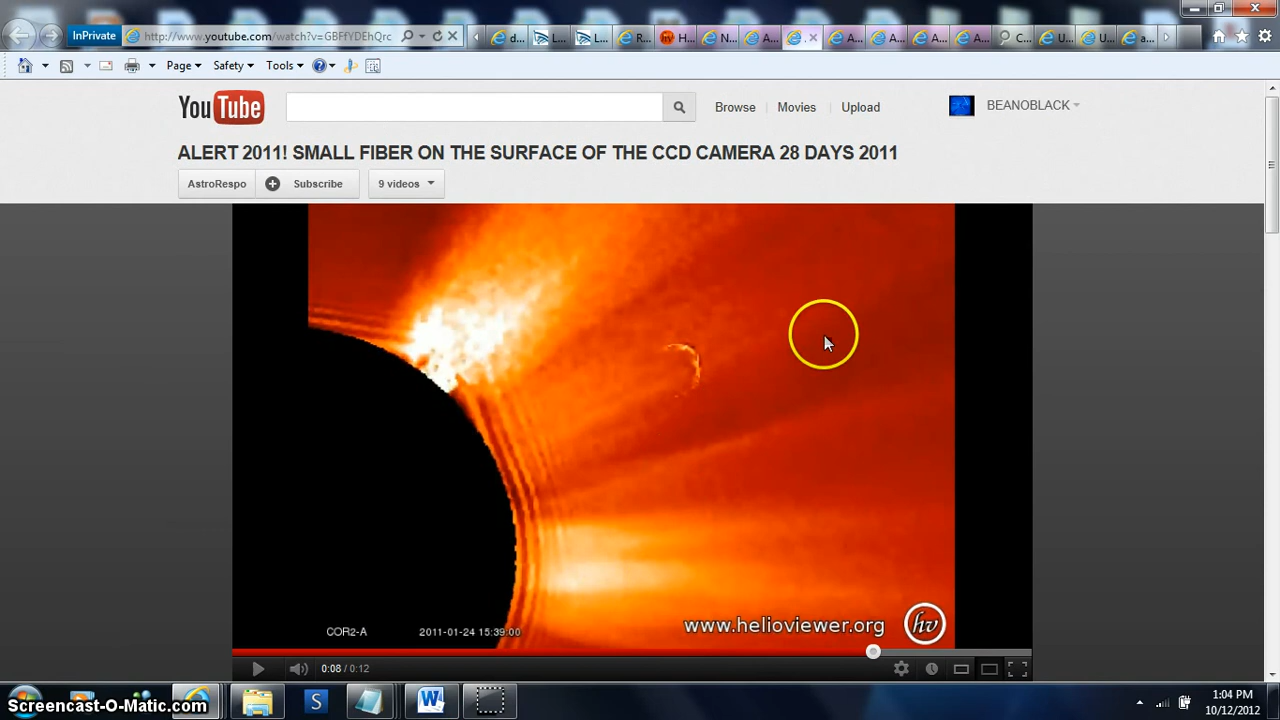 InPrivate
http://www.youtube.com/watch?v=GBFfYDEhQrc
d...
L...
L...
R...
H...
N...
A...
A...
A...
A...
A...
C...
U...
U...
a...
Page
Safety
Tools
YouTube
Browse
Movies
Upload
BEANOBLACK
ALERT 2011! SMALL FIBER ON THE SURFACE OF THE CCD CAMERA 28 DAYS 2011
AstroRespo
Subscribe
9 videos
COR2-A 2011-01-24 15:39:00
www.helioviewer.org
hv
0:08 / 0:12
Screencast-O-Matic.com
S
W
1:04 PM
10/12/2012